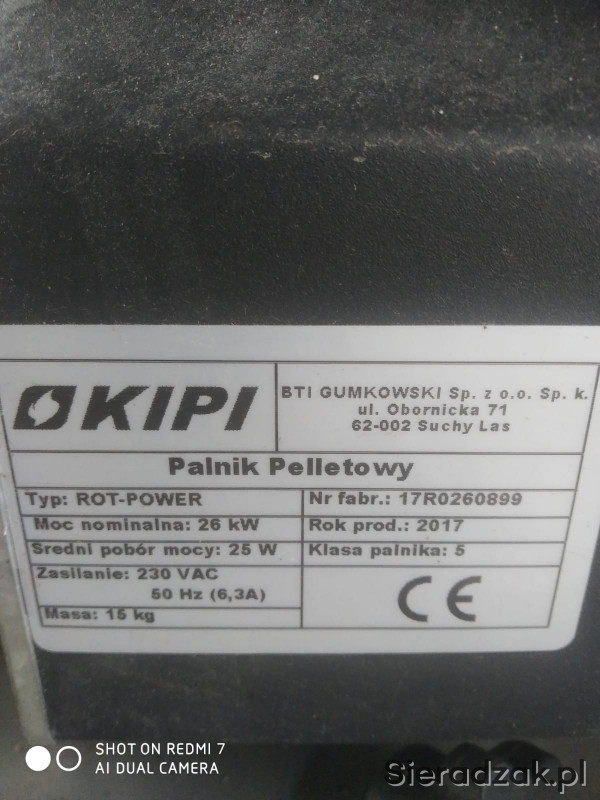 KIPI
BTI GUMKOWSKI Sp. z o.o. Sp. k.
ul. Obornicka 71
62-002 Suchy Las
Palnik Pelletowy
Typ: ROT-POWER
Nr fabr.: 17R0260899
Moc nominalna: 26 kW
Rok prod.: 2017
Sredni pobór mocy: 25 W
Klasa palnika: 5
Zasilanie: 230 VAC
50 Hz (6,3A)
CE
Masa: 15 kg
SHOT ON REDMI 7
AI DUAL CAMERA
Sieradzak.pl